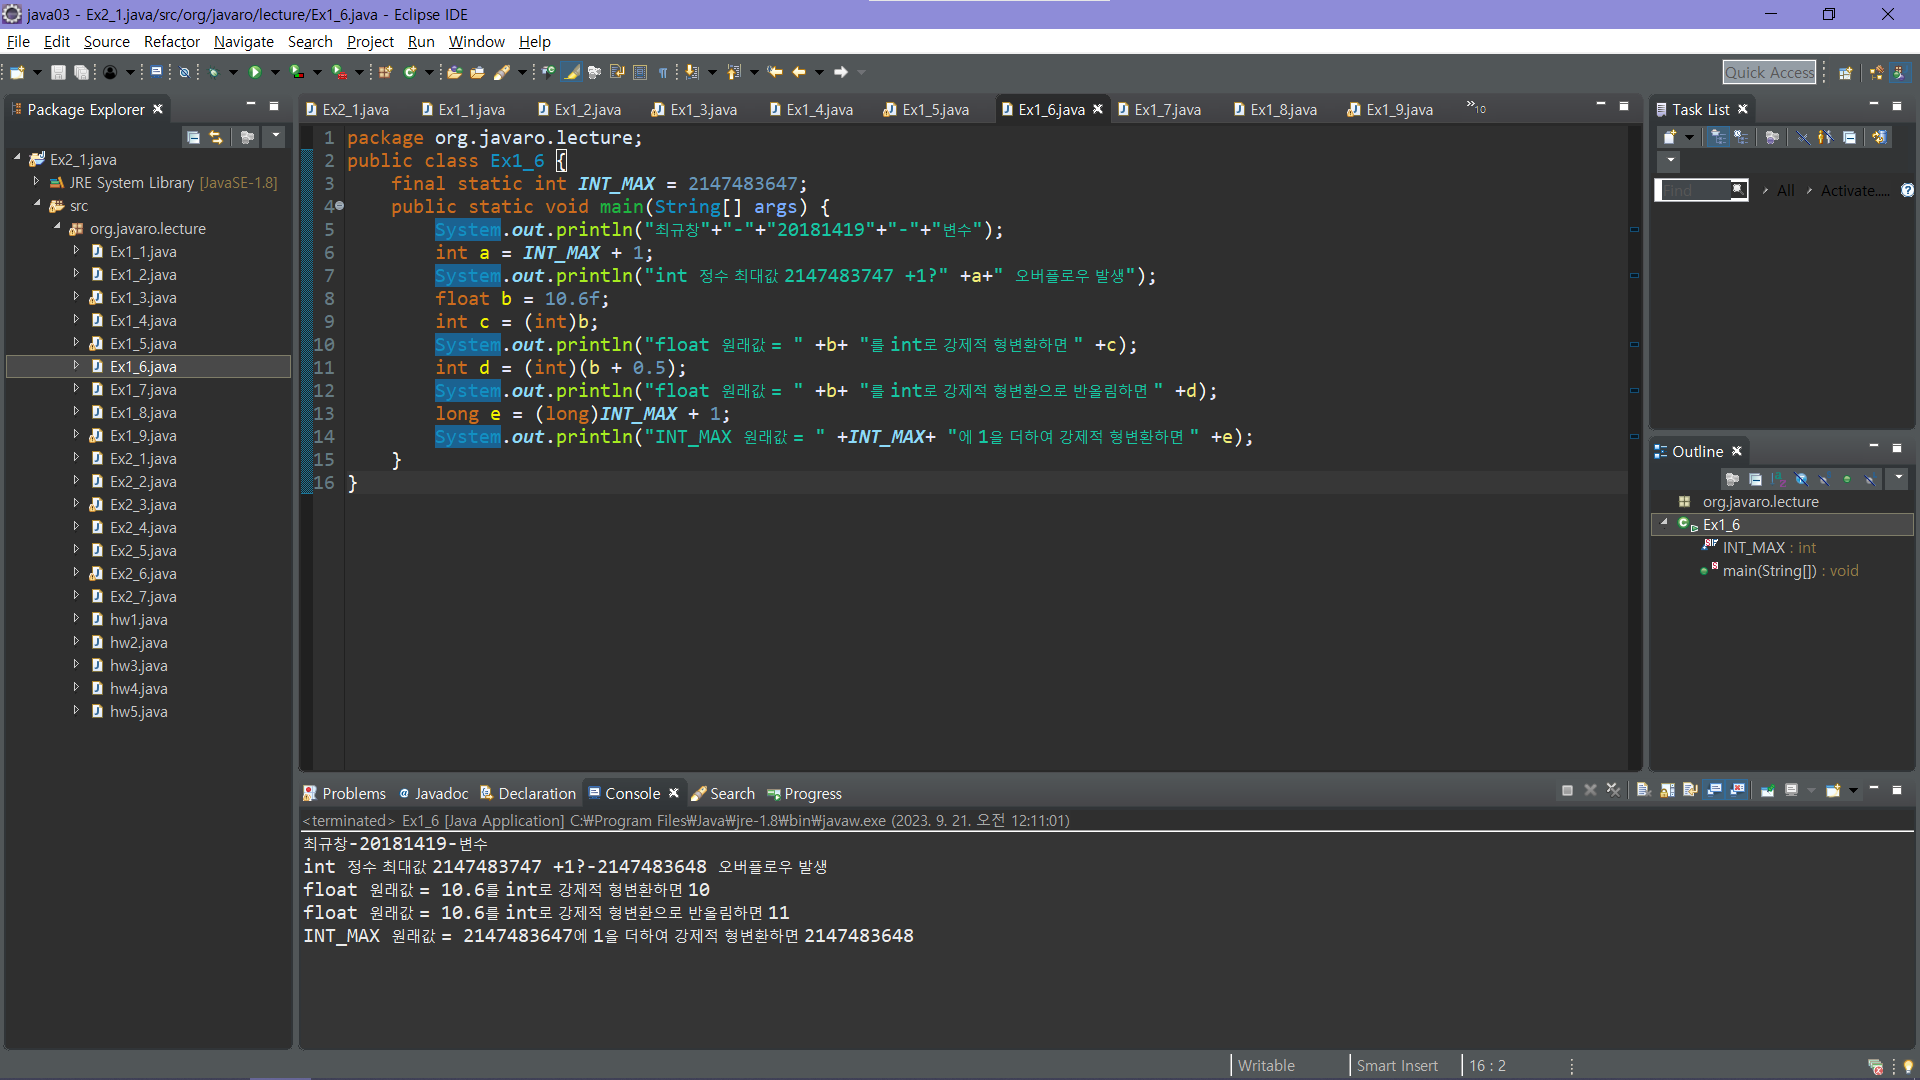 java03 - Ex2_1.java/src/org/javaro/lecture/Ex1_6.java - Eclipse IDE
File Edit Source Refactor Navigate Search Project Run Window Help
Quick Access
Package Explorer
Ex2_1.java
JRE System Library [JavaSE-1.8]
src
org.javaro.lecture
Ex1_1.java
Ex1_2.java
Ex1_3.java
Ex1_4.java
Ex1_5.java
Ex1_6.java
Ex1_7.java
Ex1_8.java
Ex1_9.java
Ex2_1.java
Ex2_2.java
Ex2_3.java
Ex2_4.java
Ex2_5.java
Ex2_6.java
Ex2_7.java
hw1.java
hw2.java
hw3.java
hw4.java
hw5.java
Ex2_1.java Ex1_1.java Ex1_2.java Ex1_3.java Ex1_4.java Ex1_5.java Ex1_6.java Ex1_7.java Ex1_8.java Ex1_9.java »10
1 package org.javaro.lecture;
2 public class Ex1_6 {
3 final static int INT_MAX = 2147483647;
4 public static void main(String[] args) {
5 System.out.println("최규창"+"-"+"20181419"+"-"+"변수");
6 int a = INT_MAX + 1;
7 System.out.println("int 정수 최대값 2147483747 +1?" +a+" 오버플로우 발생");
8 float b = 10.6f;
9 int c = (int)b;
10 System.out.println("float 원래값 = " +b+ "를 int로 강제적 형변환하면 " +c);
11 int d = (int)(b + 0.5);
12 System.out.println("float 원래값 = " +b+ "를 int로 강제적 형변환으로 반올림하면 " +d);
13 long e = (long)INT_MAX + 1;
14 System.out.println("INT_MAX 원래값 = " +INT_MAX+ "에 1을 더하여 강제적 형변환하면 " +e);
15 }
16 }
Task List
Find All Activate...
Outline
org.javaro.lecture
Ex1_6
INT_MAX : int
main(String[]) : void
Problems Javadoc Declaration Console Search Progress
<terminated> Ex1_6 [Java Application] C:₩Program Files₩Java₩jre-1.8₩bin₩javaw.exe (2023. 9. 21. 오전 12:11:01)
최규창-20181419-변수
int 정수 최대값 2147483747 +1?-2147483648 오버플로우 발생
float 원래값 = 10.6를 int로 강제적 형변환하면 10
float 원래값 = 10.6를 int로 강제적 형변환으로 반올림하면 11
INT_MAX 원래값 = 2147483647에 1을 더하여 강제적 형변환하면 2147483648
Writable Smart Insert 16 : 2